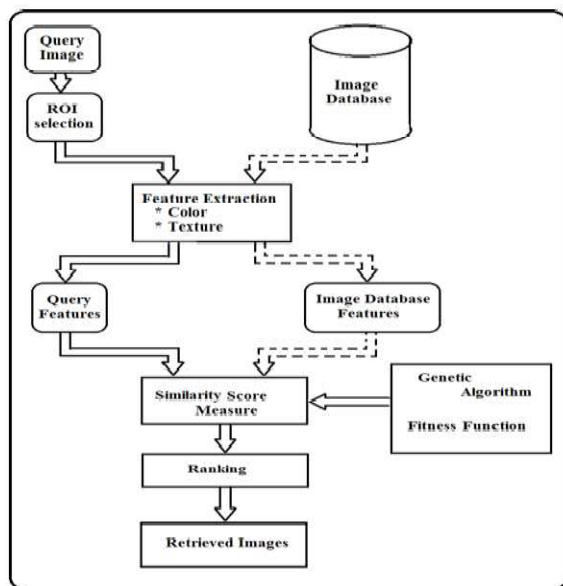 Query
Image
Image
Database
ROI
selection
Feature Extraction
* Color
* Texture
Query
Features
Image Database
Features
Similarity Score
Measure
Genetic
Algorithm
Fitness Function
Ranking
Retrieved Images